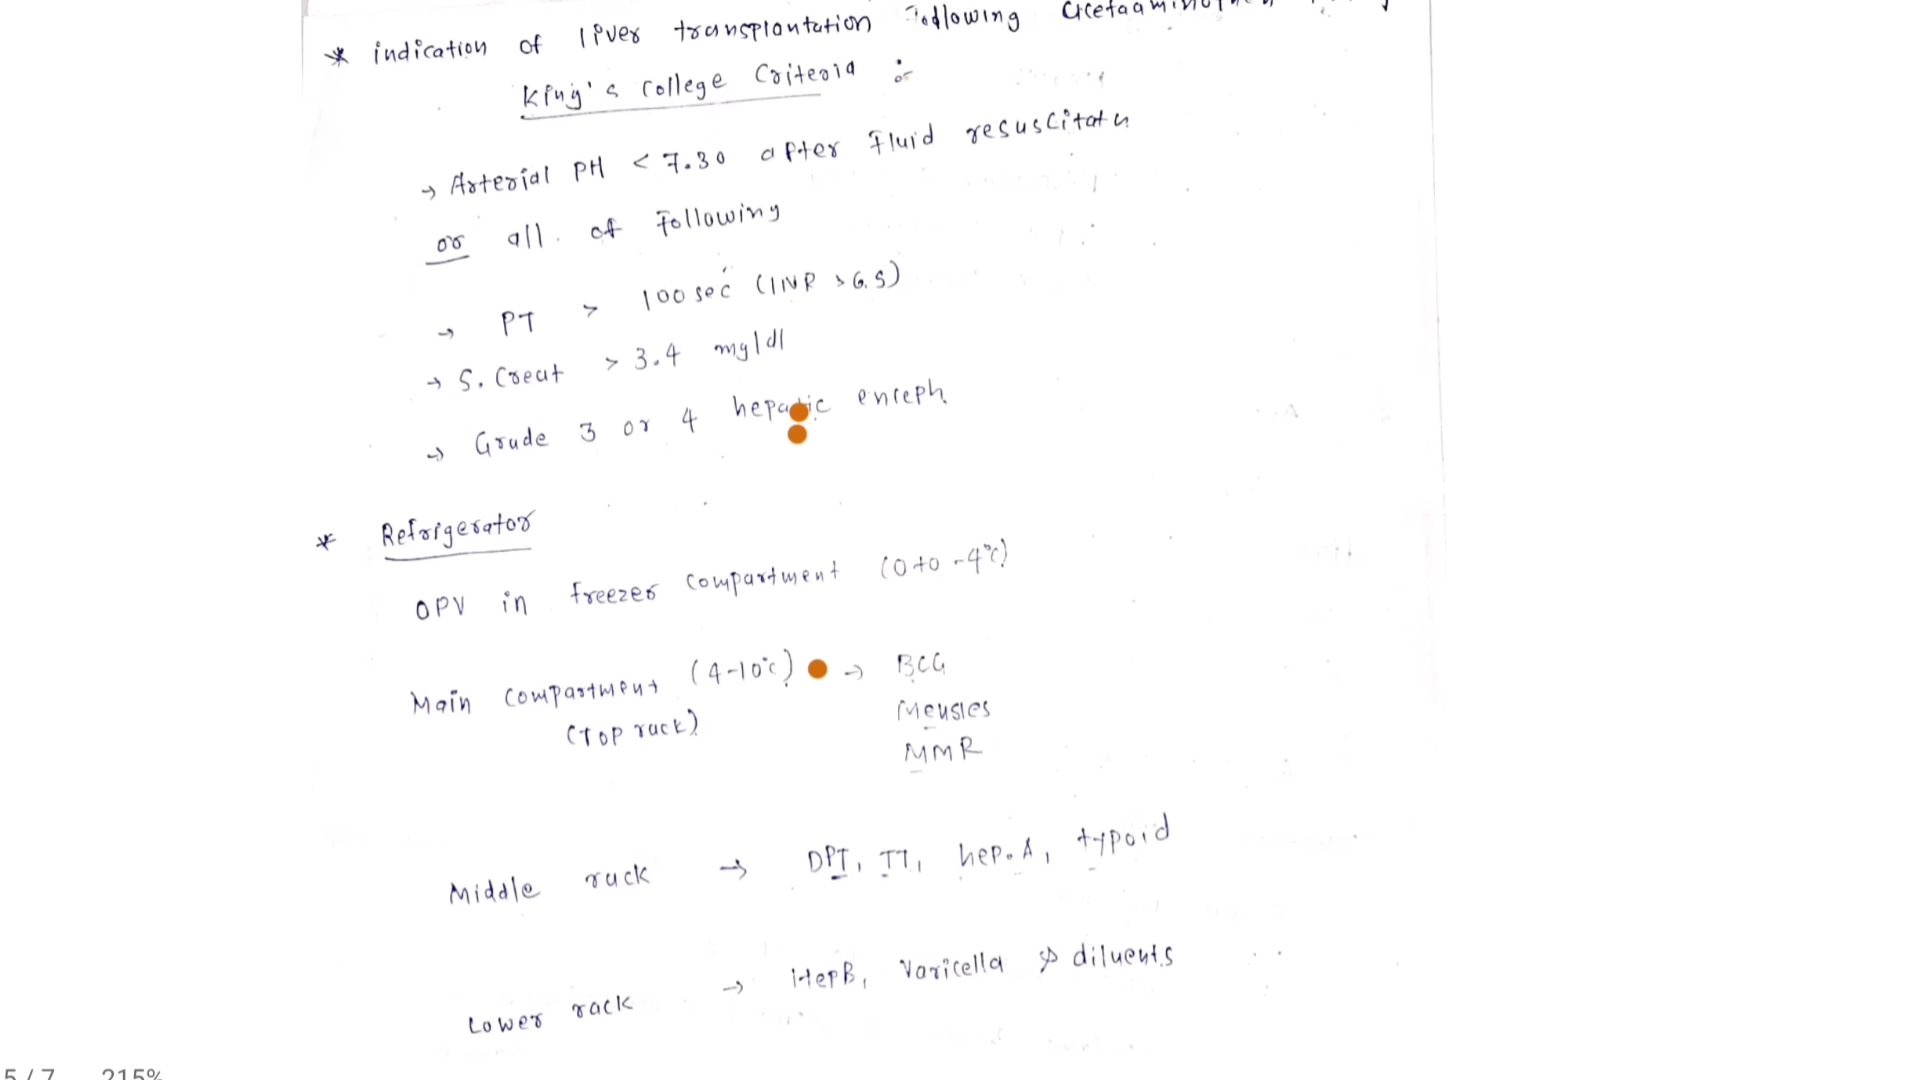 * indication of liver transplantation following
King's College Criteria :
→ Arterial PH < 7.30 after fluid resuscitatn
or all of following
→ PT > 100 sec (INR > 6.5)
→ S. Creat > 3.4 mg/dl
→ Grade 3 or 4 hepatic enceph
* Refrigerator
OPV in freezer compartment (0 to -4°c)
Main compartment (4-10°c) → BCG
(Top rack) Measles
MMR
Middle rack → DPT, TT, hep. A, typoid
Lower rack → HepB, Varicella & diluents
5 / 7 215%